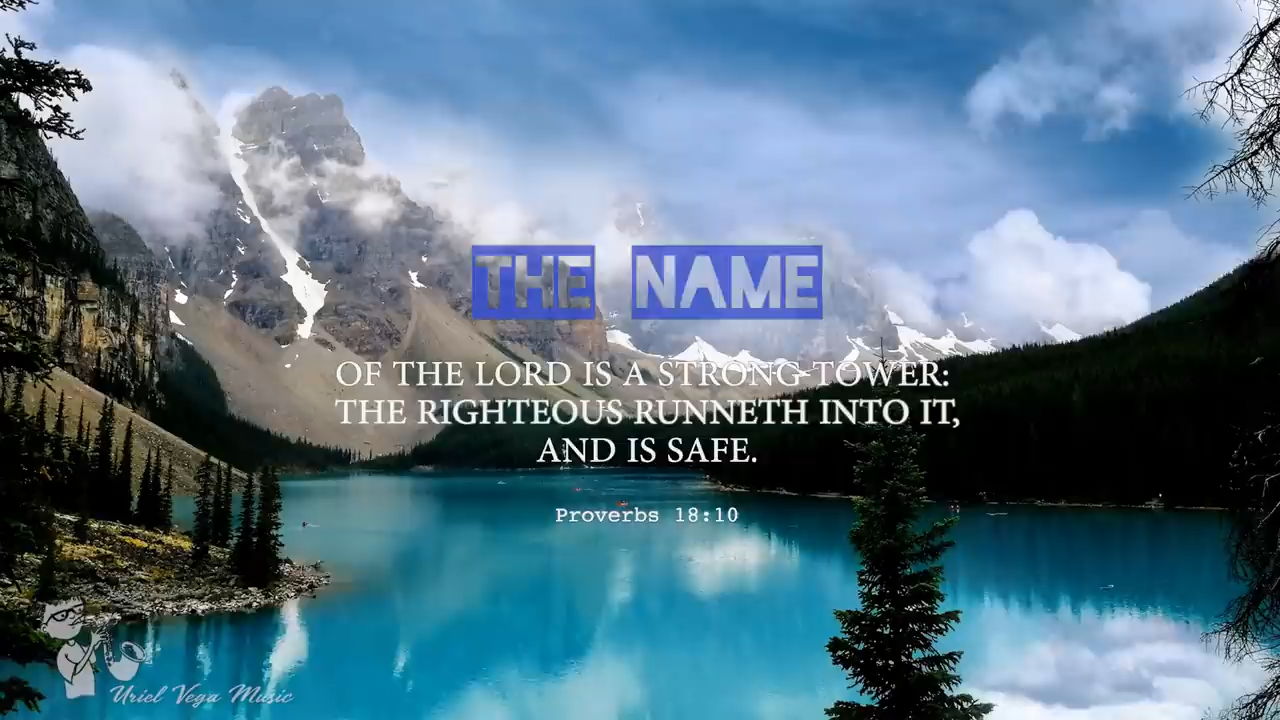 THE NAME
OF THE LORD IS A STRONG TOWER:
THE RIGHTEOUS RUNNETH INTO IT,
AND IS SAFE.
Proverbs 18:10
Uriel Vega Music